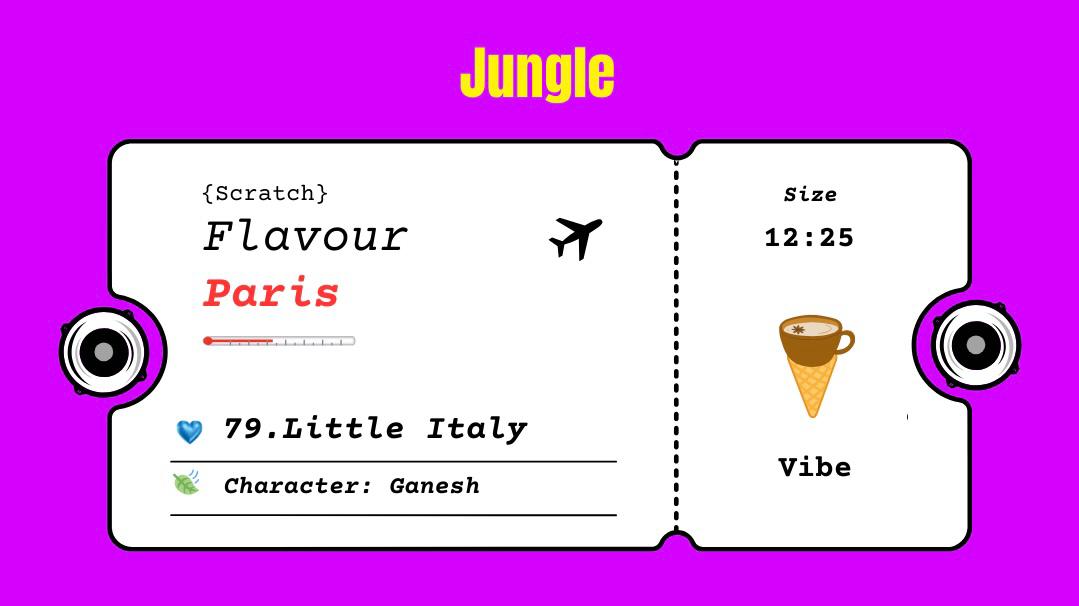 Jungle
{Scratch}
Flavour
Paris
79.Little Italy
Character: Ganesh
Size
12:25
Vibe